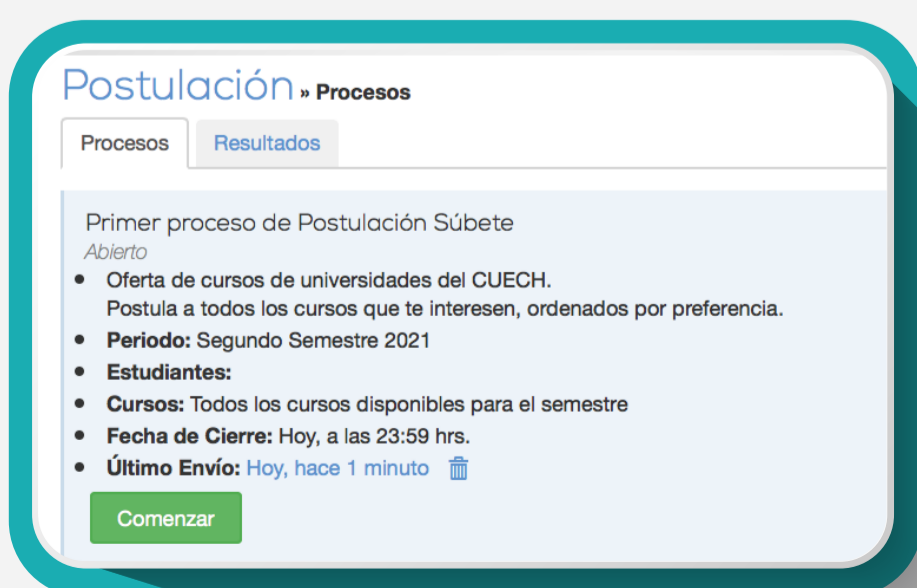 Postulación » Procesos
Procesos Resultados
Primer proceso de Postulación Súbete
Abierto
• Oferta de cursos de universidades del CUECH.
Postula a todos los cursos que te interesen, ordenados por preferencia.
• Periodo: Segundo Semestre 2021
• Estudiantes:
• Cursos: Todos los cursos disponibles para el semestre
• Fecha de Cierre: Hoy, a las 23:59 hrs.
• Último Envío: Hoy, hace 1 minuto
Comenzar